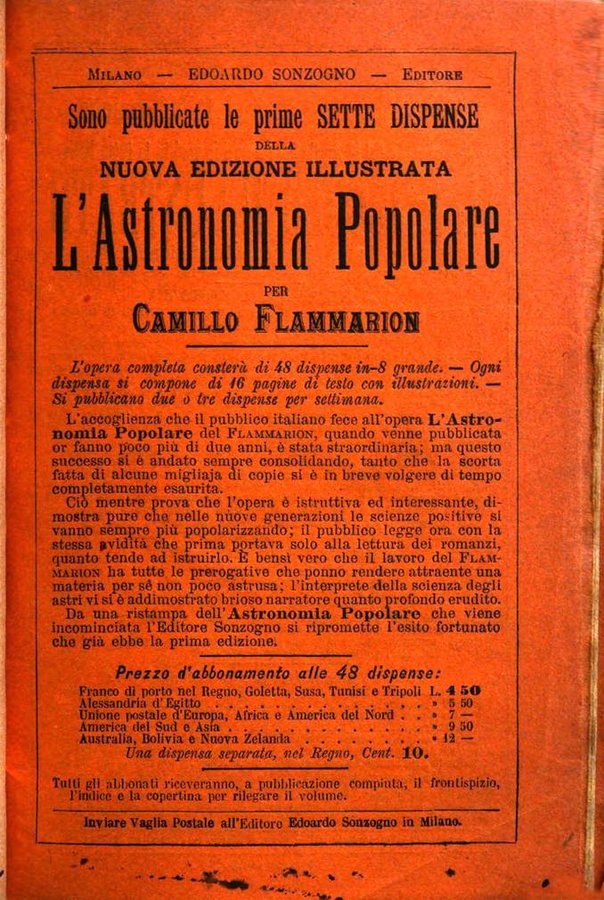 MILANO — EDOARDO SONZOGNO — EDITORE
Sono pubblicate le prime SETTE DISPENSE
DELLA
NUOVA EDIZIONE ILLUSTRATA
L'Astronomia Popolare
PER
CAMILLO FLAMMARION
L'opera completa consterà di 48 dispense in-8 grande. — Ogni
dispensa si compone di 16 pagine di testo con illustrazioni. —
Si pubblicano due o tre dispense per settimana.
L'accoglienza che il pubblico italiano fece all'opera L'Astro-
nomia Popolare del FLAMMARION, quando venne pubblicata
or fanno poco più di due anni, è stata straordinaria; ma questo
successo si è andato sempre consolidando, tanto che la scorta
fatta di alcune migliaja di copie si è in breve volgere di tempo
completamente esaurita.
Ciò mentre prova che l'opera è istruttiva ed interessante, di-
mostra pure che nelle nuove generazioni le scienze positive si
vanno sempre più popolarizzando; il pubblico legge ora con la
stessa avidità che prima portava solo alla lettura dei romanzi,
quanto tende ad istruirlo. E bensì vero che il lavoro del FLAM-
MARION ha tutte le prerogative che ponno rendere attraente una
materia per sè non poco astrusa; l'interprete della scienza degli
astri vi si è addimostrato brioso narratore quanto profondo erudito.
Da una ristampa dell'Astronomia Popolare che viene
incominciata l'Editore Sonzogno si ripromette l'esito fortunato
che già ebbe la prima edizione.
Prezzo d'abbonamento alle 48 dispense:
Franco di porto nel Regno, Goletta, Susa, Tunisi e Tripoli L. 4 50
Alessandria d'Egitto . . . . . . . . . . . . . . » 5 50
Unione postale d'Europa, Africa e America del Nord . . » 7 —
America del Sud e Asia . . . . . . . . . . . . . » 9 50
Australia, Bolivia e Nuova Zelanda . . . . . . . . » 12 —
Una dispensa separata, nel Regno, Cent. 10.
Tutti gli abbonati riceveranno, a pubblicazione compiuta, il frontispizio,
l'indice e la copertina per rilegare il volume.
Inviare Vaglia Postale all'Editore Edoardo Sonzogno in Milano.